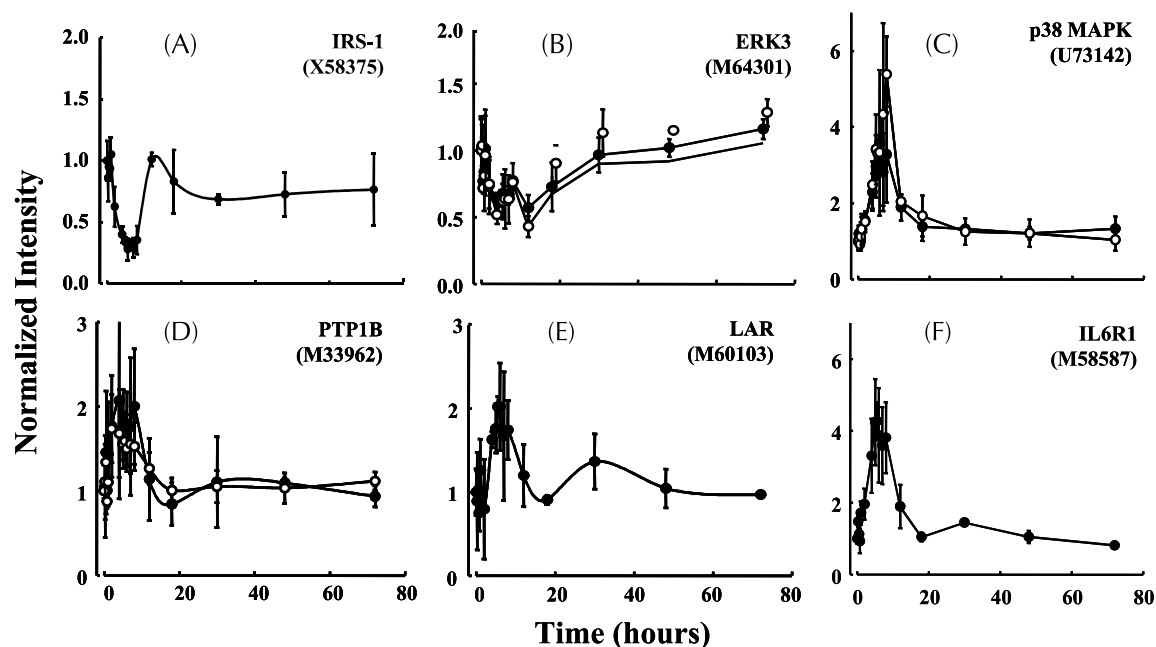 Normalized Intensity
(A)
IRS-1
(X58375)
2.0
1.5
1.0
0.5
0.0
(B)
ERK3
(M64301)
2.0
1.5
1.0
0.5
0.0
(C)
p38 MAPK
(U73142)
6
4
2
0
(D)
PTP1B
(M33962)
3
2
1
0
0 20 40 60 80
(E)
LAR
(M60103)
3
2
1
0
0 20 40 60 80
(F)
IL6R1
(M58587)
6
4
2
0
0 20 40 60 80
Time (hours)